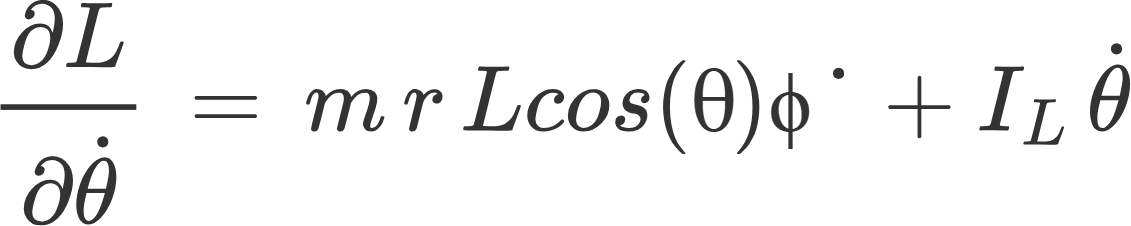 ∂L/∂θ̇ = m r Lcos(θ)ϕ˙ + I_L θ̇